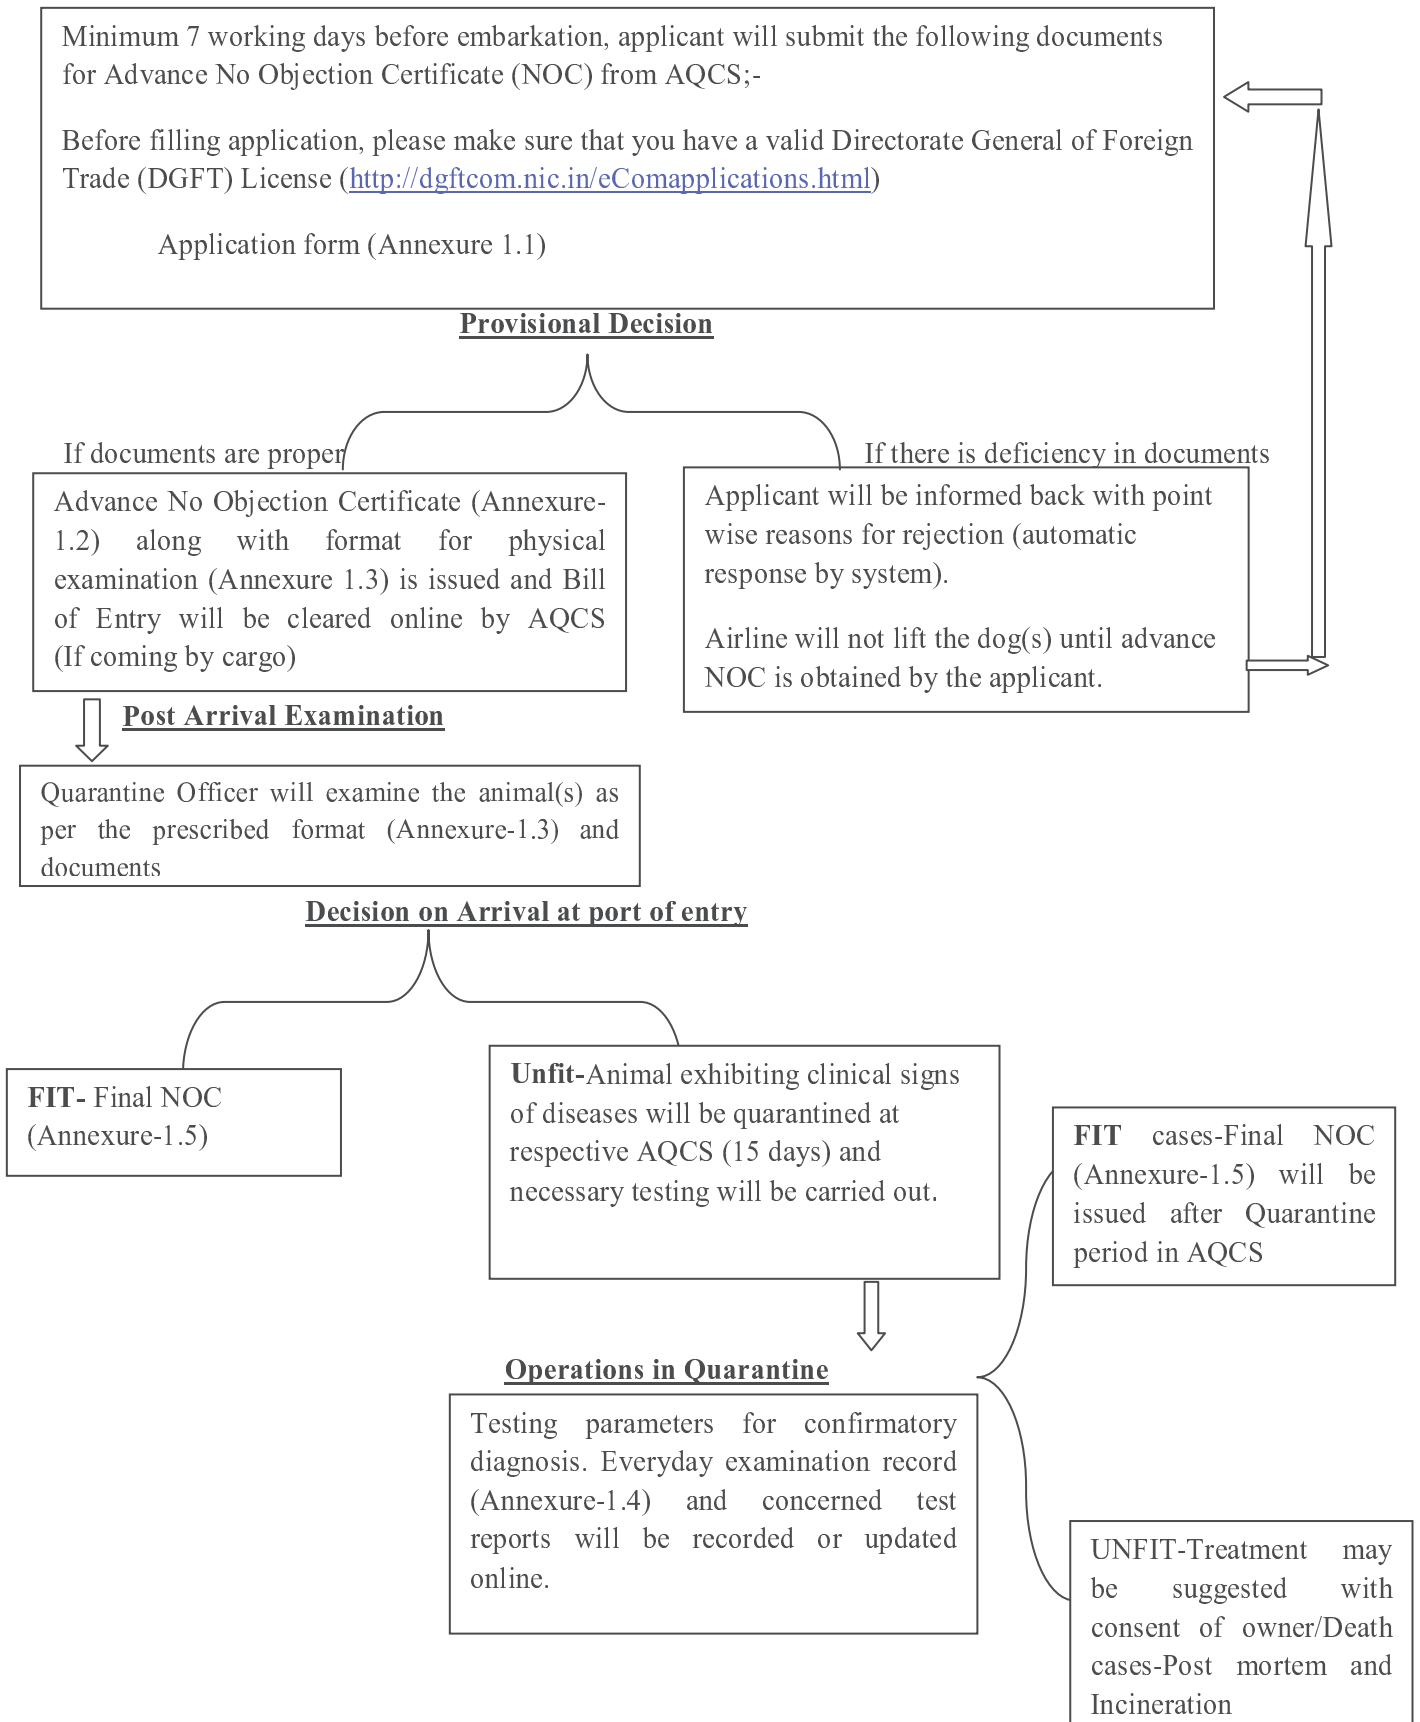 Minimum 7 working days before embarkation, applicant will submit the following documents
for Advance No Objection Certificate (NOC) from AQCS;-
Before filling application, please make sure that you have a valid Directorate General of Foreign
Trade (DGFT) License (http://dgftcom.nic.in/eComapplications.html)
Application form (Annexure 1.1)
Provisional Decision
If documents are proper
Advance No Objection Certificate (Annexure-
1.2) along with format for physical
examination (Annexure 1.3) is issued and Bill
of Entry will be cleared online by AQCS
(If coming by cargo)
If there is deficiency in documents
Applicant will be informed back with point
wise reasons for rejection (automatic
response by system).
Airline will not lift the dog(s) until advance
NOC is obtained by the applicant.
Post Arrival Examination
Quarantine Officer will examine the animal(s) as
per the prescribed format (Annexure-1.3) and
documents
Decision on Arrival at port of entry
FIT- Final NOC
(Annexure-1.5)
Unfit-Animal exhibiting clinical signs
of diseases will be quarantined at
respective AQCS (15 days) and
necessary testing will be carried out.
FIT cases-Final NOC
(Annexure-1.5) will be
issued after Quarantine
period in AQCS
Operations in Quarantine
Testing parameters for confirmatory
diagnosis. Everyday examination record
(Annexure-1.4) and concerned test
reports will be recorded or updated
online.
UNFIT-Treatment may
be suggested with
consent of owner/Death
cases-Post mortem and
Incineration